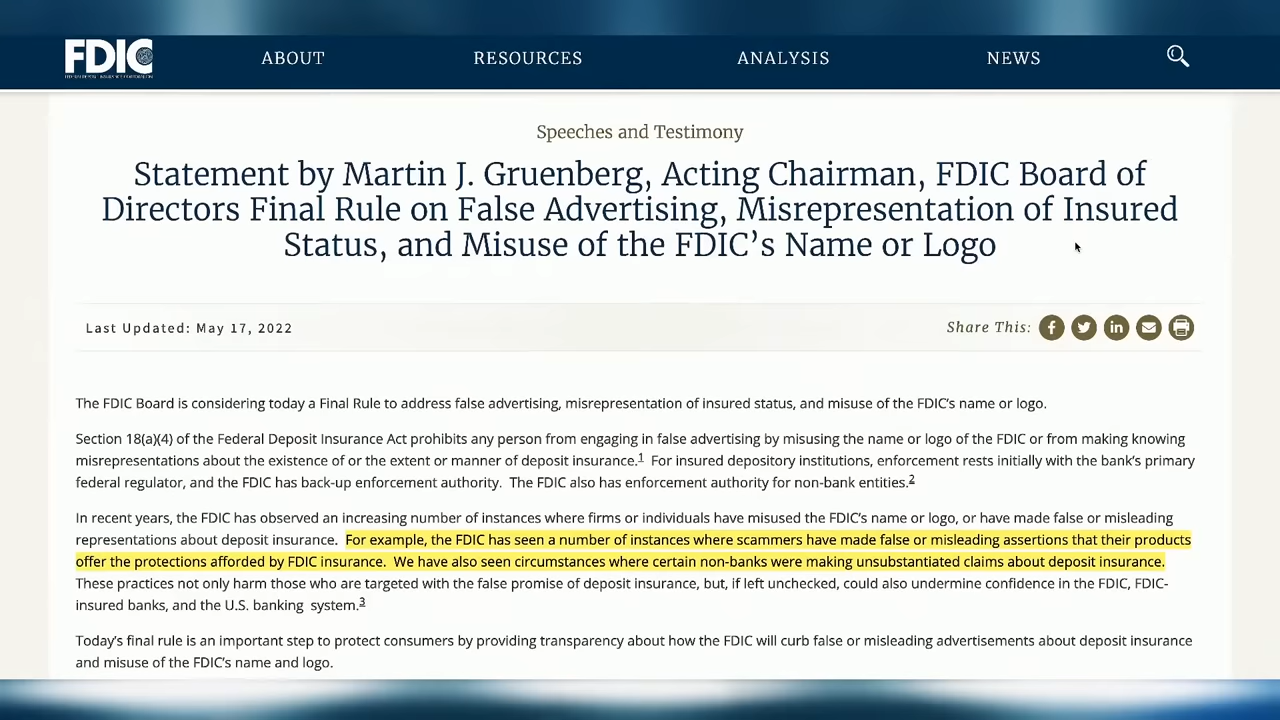 FDIC
ABOUT
RESOURCES
ANALYSIS
NEWS
Speeches and Testimony
Statement by Martin J. Gruenberg, Acting Chairman, FDIC Board of
Directors Final Rule on False Advertising, Misrepresentation of Insured
Status, and Misuse of the FDIC’s Name or Logo
Last Updated: May 17, 2022
Share This:
The FDIC Board is considering today a Final Rule to address false advertising, misrepresentation of insured status, and misuse of the FDIC’s name or logo.
Section 18(a)(4) of the Federal Deposit Insurance Act prohibits any person from engaging in false advertising by misusing the name or logo of the FDIC or from making knowing
misrepresentations about the existence of or the extent or manner of deposit insurance.1 For insured depository institutions, enforcement rests initially with the bank’s primary
federal regulator, and the FDIC has back-up enforcement authority. The FDIC also has enforcement authority for non-bank entities.2
In recent years, the FDIC has observed an increasing number of instances where firms or individuals have misused the FDIC’s name or logo, or have made false or misleading
representations about deposit insurance. For example, the FDIC has seen a number of instances where scammers have made false or misleading assertions that their products
offer the protections afforded by FDIC insurance. We have also seen circumstances where certain non-banks were making unsubstantiated claims about deposit insurance.
These practices not only harm those who are targeted with the false promise of deposit insurance, but, if left unchecked, could also undermine confidence in the FDIC, FDIC-
insured banks, and the U.S. banking system.3
Today’s final rule is an important step to protect consumers by providing transparency about how the FDIC will curb false or misleading advertisements about deposit insurance
and misuse of the FDIC’s name and logo.